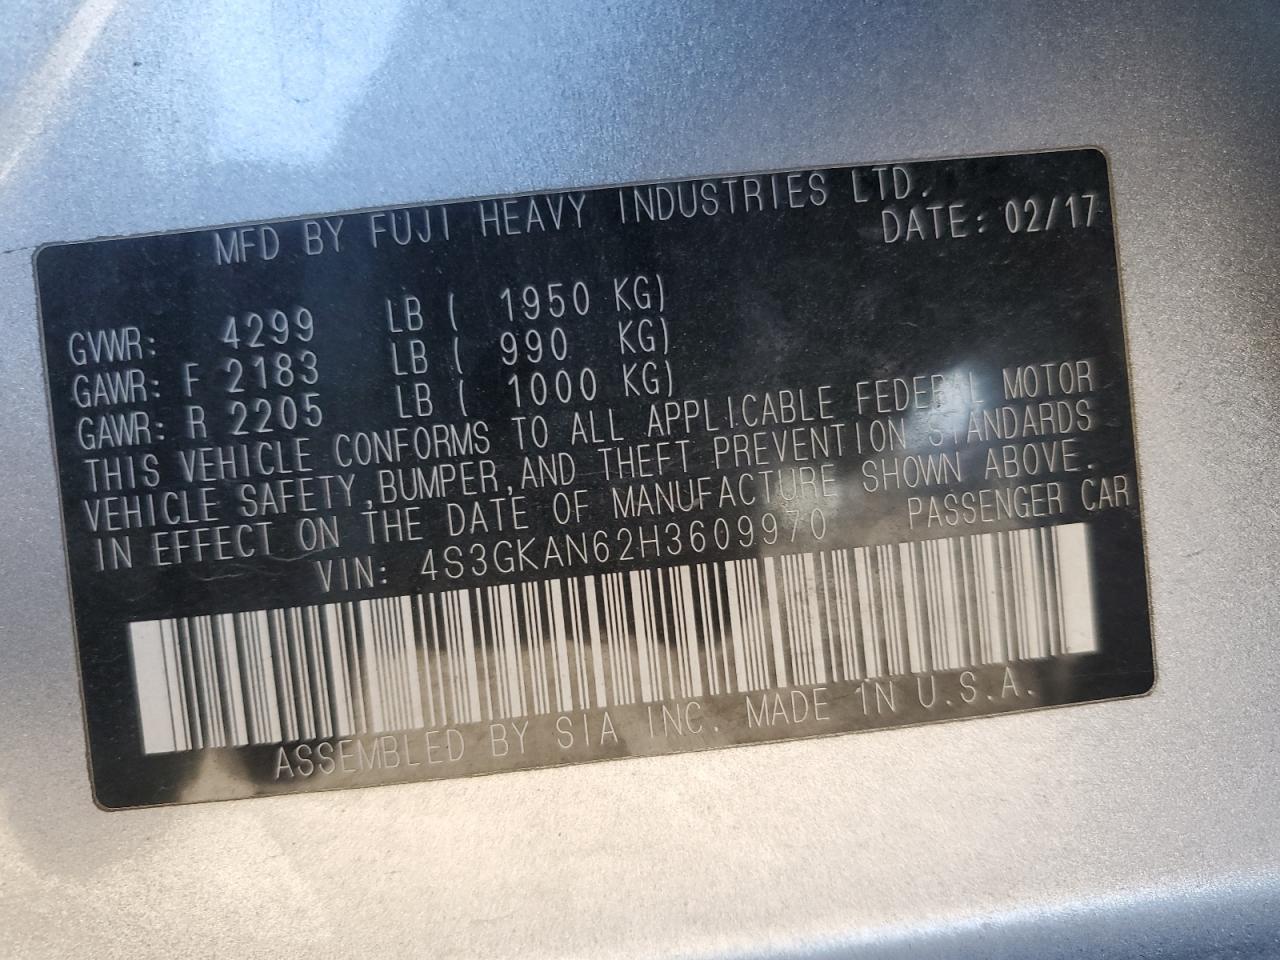 MFD BY FUJI HEAVY INDUSTRIES LTD.
DATE: 02/17
GVWR: 4299 LB ( 1950 KG)
GAWR: F 2183 LB ( 990 KG)
GAWR: R 2205 LB ( 1000 KG)
THIS VEHICLE CONFORMS TO ALL APPLICABLE FEDERAL MOTOR
VEHICLE SAFETY, BUMPER, AND THEFT PREVENTION STANDARDS
IN EFFECT ON THE DATE OF MANUFACTURE SHOWN ABOVE.
VIN: 4S3GKAN62H3609970 PASSENGER CAR
ASSEMBLED BY SIA INC. MADE IN U.S.A.